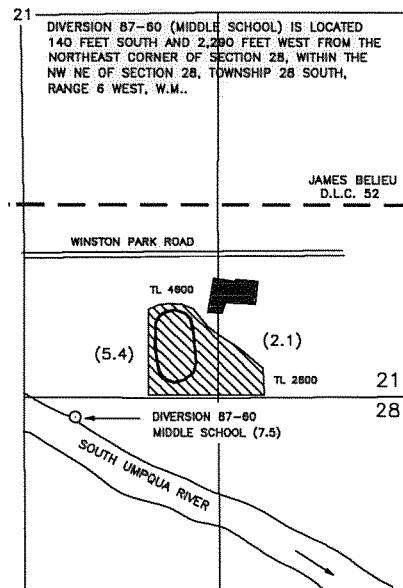 21
DIVERSION 87-60 (MIDDLE SCHOOL) IS LOCATED
140 FEET SOUTH AND 2,290 FEET WEST FROM THE
NORTHEAST CORNER OF SECTION 28, WITHIN THE
NW NE OF SECTION 28, TOWNSHIP 28 SOUTH,
RANGE 6 WEST, W.M..
JAMES BELIEU
D.L.C. 52
WINSTON PARK ROAD
TL 4600
(5.4)
(2.1)
TL 2800
21
28
DIVERSION 87-60
MIDDLE SCHOOL (7.5)
SOUTH UMPQUA RIVER